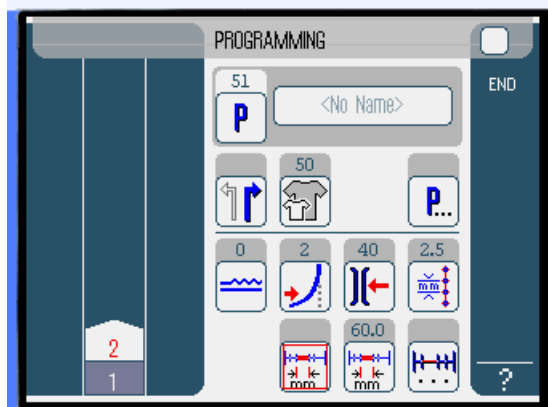 PROGRAMMING
51
END
P
<No Name>
50
P...
0 2 40 2.5
mm
60.0
2
mm mm ...
1
?